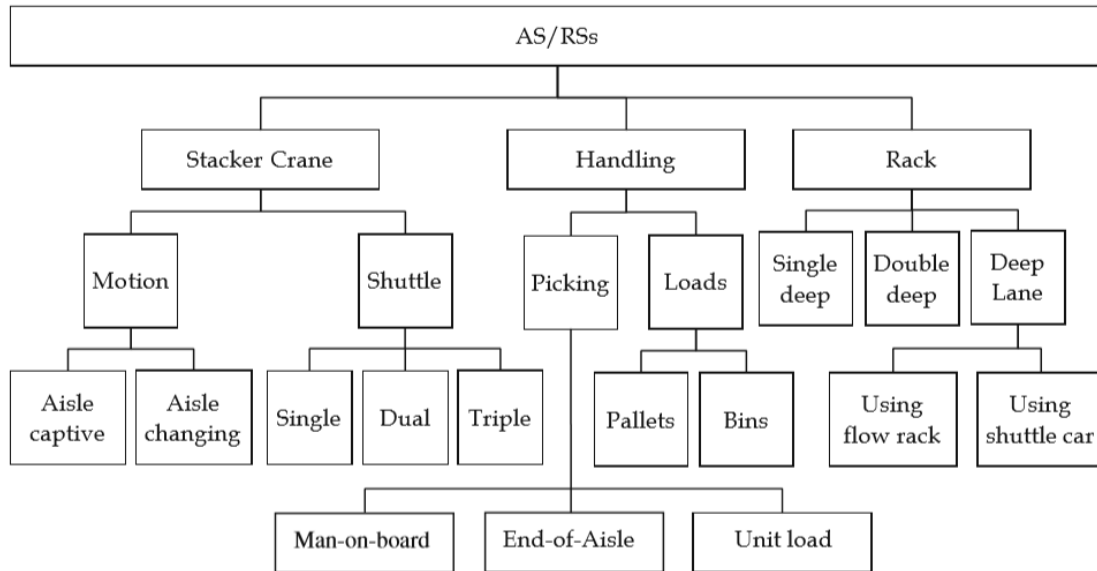 AS/RSs
Stacker Crane
Handling
Rack
Motion
Shuttle
Picking
Loads
Single
deep
Double
deep
Deep
Lane
Aisle
captive
Aisle
changing
Single
Dual
Triple
Pallets
Bins
Using
flow rack
Using
shuttle car
Man-on-board
End-of-Aisle
Unit load